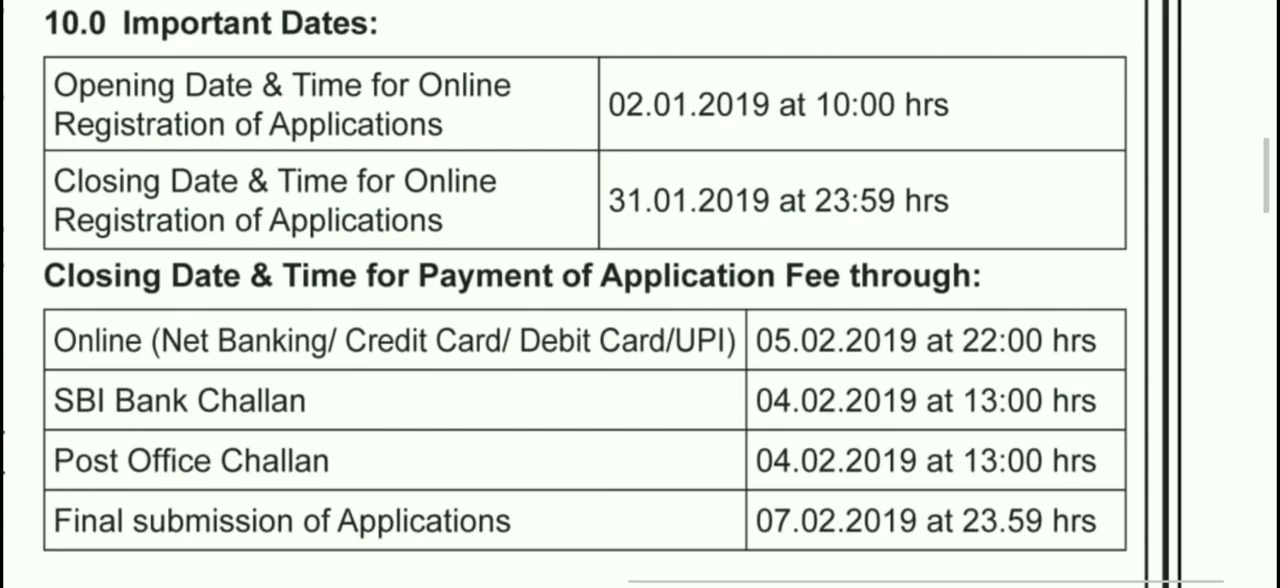 10.0 Important Dates:
Opening Date & Time for Online
Registration of Applications
02.01.2019 at 10:00 hrs
Closing Date & Time for Online
Registration of Applications
31.01.2019 at 23:59 hrs
Closing Date & Time for Payment of Application Fee through:
Online (Net Banking/ Credit Card/ Debit Card/UPI) 05.02.2019 at 22:00 hrs
SBI Bank Challan 04.02.2019 at 13:00 hrs
Post Office Challan 04.02.2019 at 13:00 hrs
Final submission of Applications 07.02.2019 at 23.59 hrs